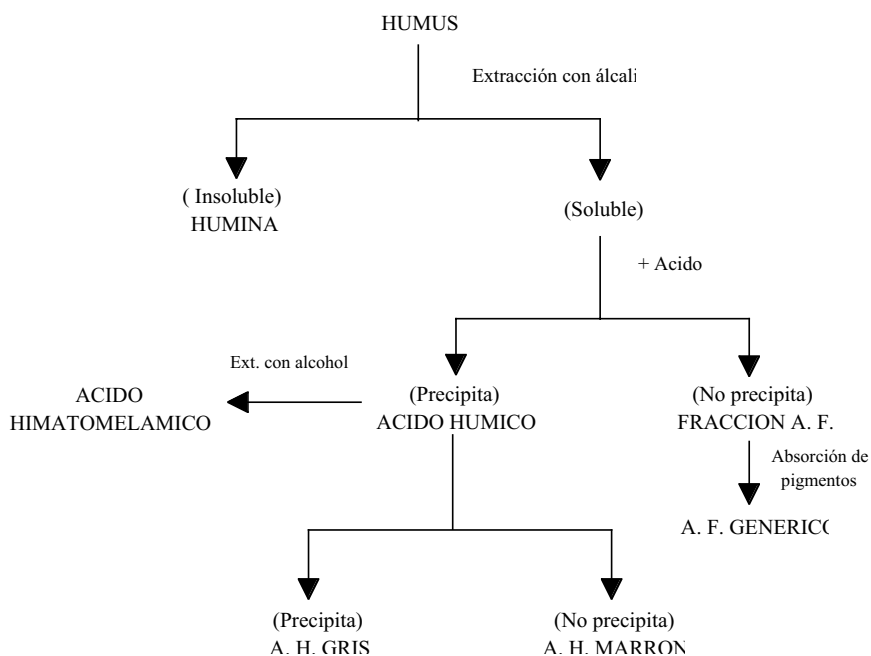 HUMUS
Extracción con álcali
( Insoluble)
HUMINA
(Soluble)
+ Acido
Ext. con alcohol
ACIDO
HIMATOMELAMICO
(Precipita)
ACIDO HUMICO
(No precipita)
FRACCION A. F.
Absorción de
pigmentos
A. F. GENERICO
(Precipita)
A. H. GRIS
(No precipita)
A. H. MARRON